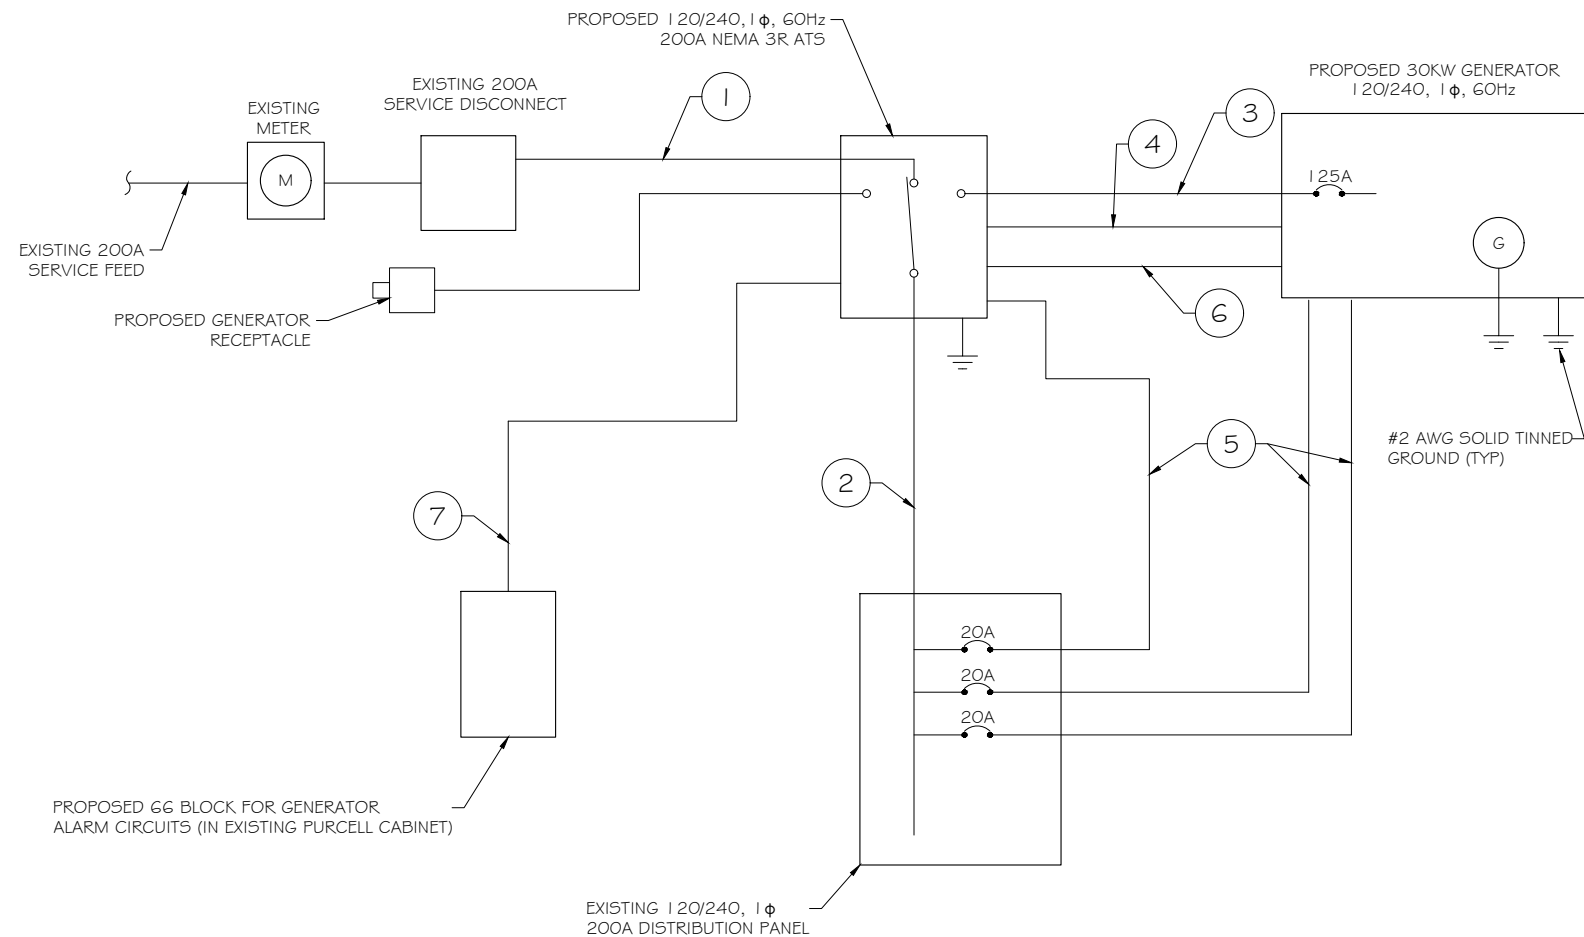 PROPOSED 120/240, 1ϕ, 60Hz
200A NEMA 3R ATS
EXISTING 200A
SERVICE DISCONNECT
1
PROPOSED 30KW GENERATOR
120/240, 1ϕ, 60Hz
EXISTING
METER
M
3
4
125A
G
EXISTING 200A
SERVICE FEED
PROPOSED GENERATOR
RECEPTACLE
6
#2 AWG SOLID TINNED
GROUND (TYP)
5
2
7
20A
20A
20A
PROPOSED 66 BLOCK FOR GENERATOR
ALARM CIRCUITS (IN EXISTING PURCELL CABINET)
EXISTING 120/240, 1ϕ
200A DISTRIBUTION PANEL